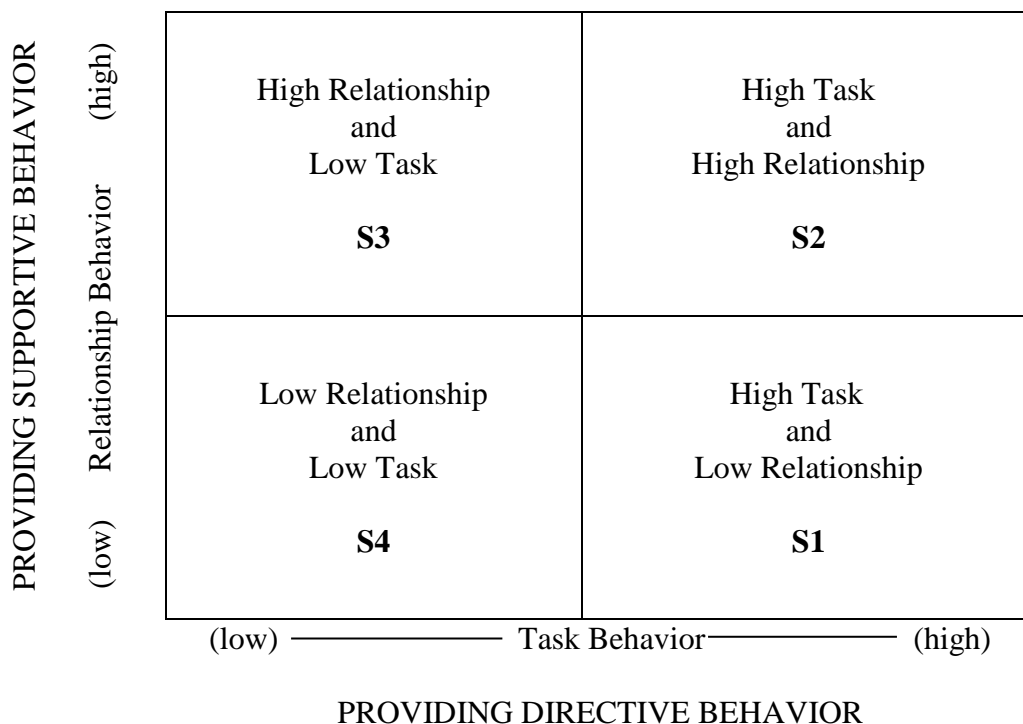 PROVIDING SUPPORTIVE BEHAVIOR
(low) Relationship Behavior (high)
High Relationship
and
Low Task
S3
High Task
and
High Relationship
S2
Low Relationship
and
Low Task
S4
High Task
and
Low Relationship
S1
(low) Task Behavior (high)
PROVIDING DIRECTIVE BEHAVIOR